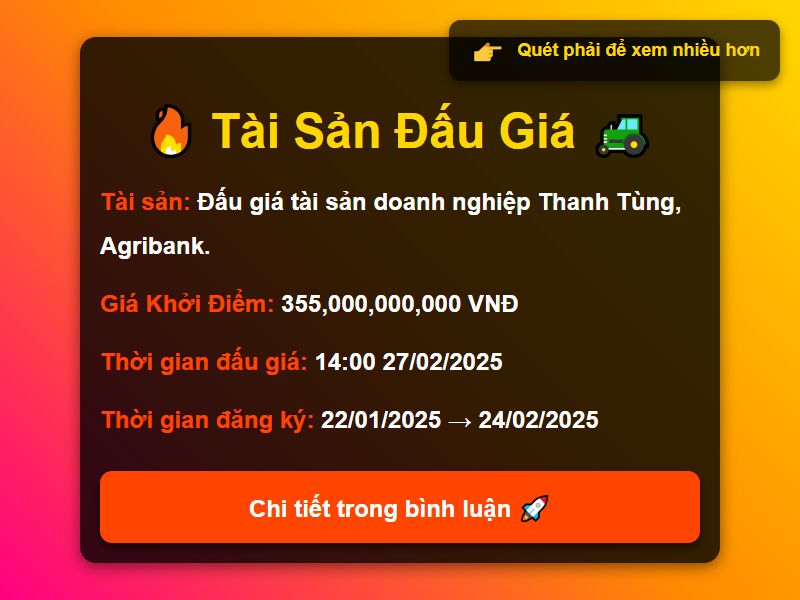 👉 Quét phải để xem nhiều hơn
🔥 Tài Sản Đấu Giá 🚜
Tài sản: Đấu giá tài sản doanh nghiệp Thanh Tùng,
Agribank.
Giá Khởi Điểm: 355,000,000,000 VNĐ
Thời gian đấu giá: 14:00 27/02/2025
Thời gian đăng ký: 22/01/2025 → 24/02/2025
Chi tiết trong bình luận 🚀